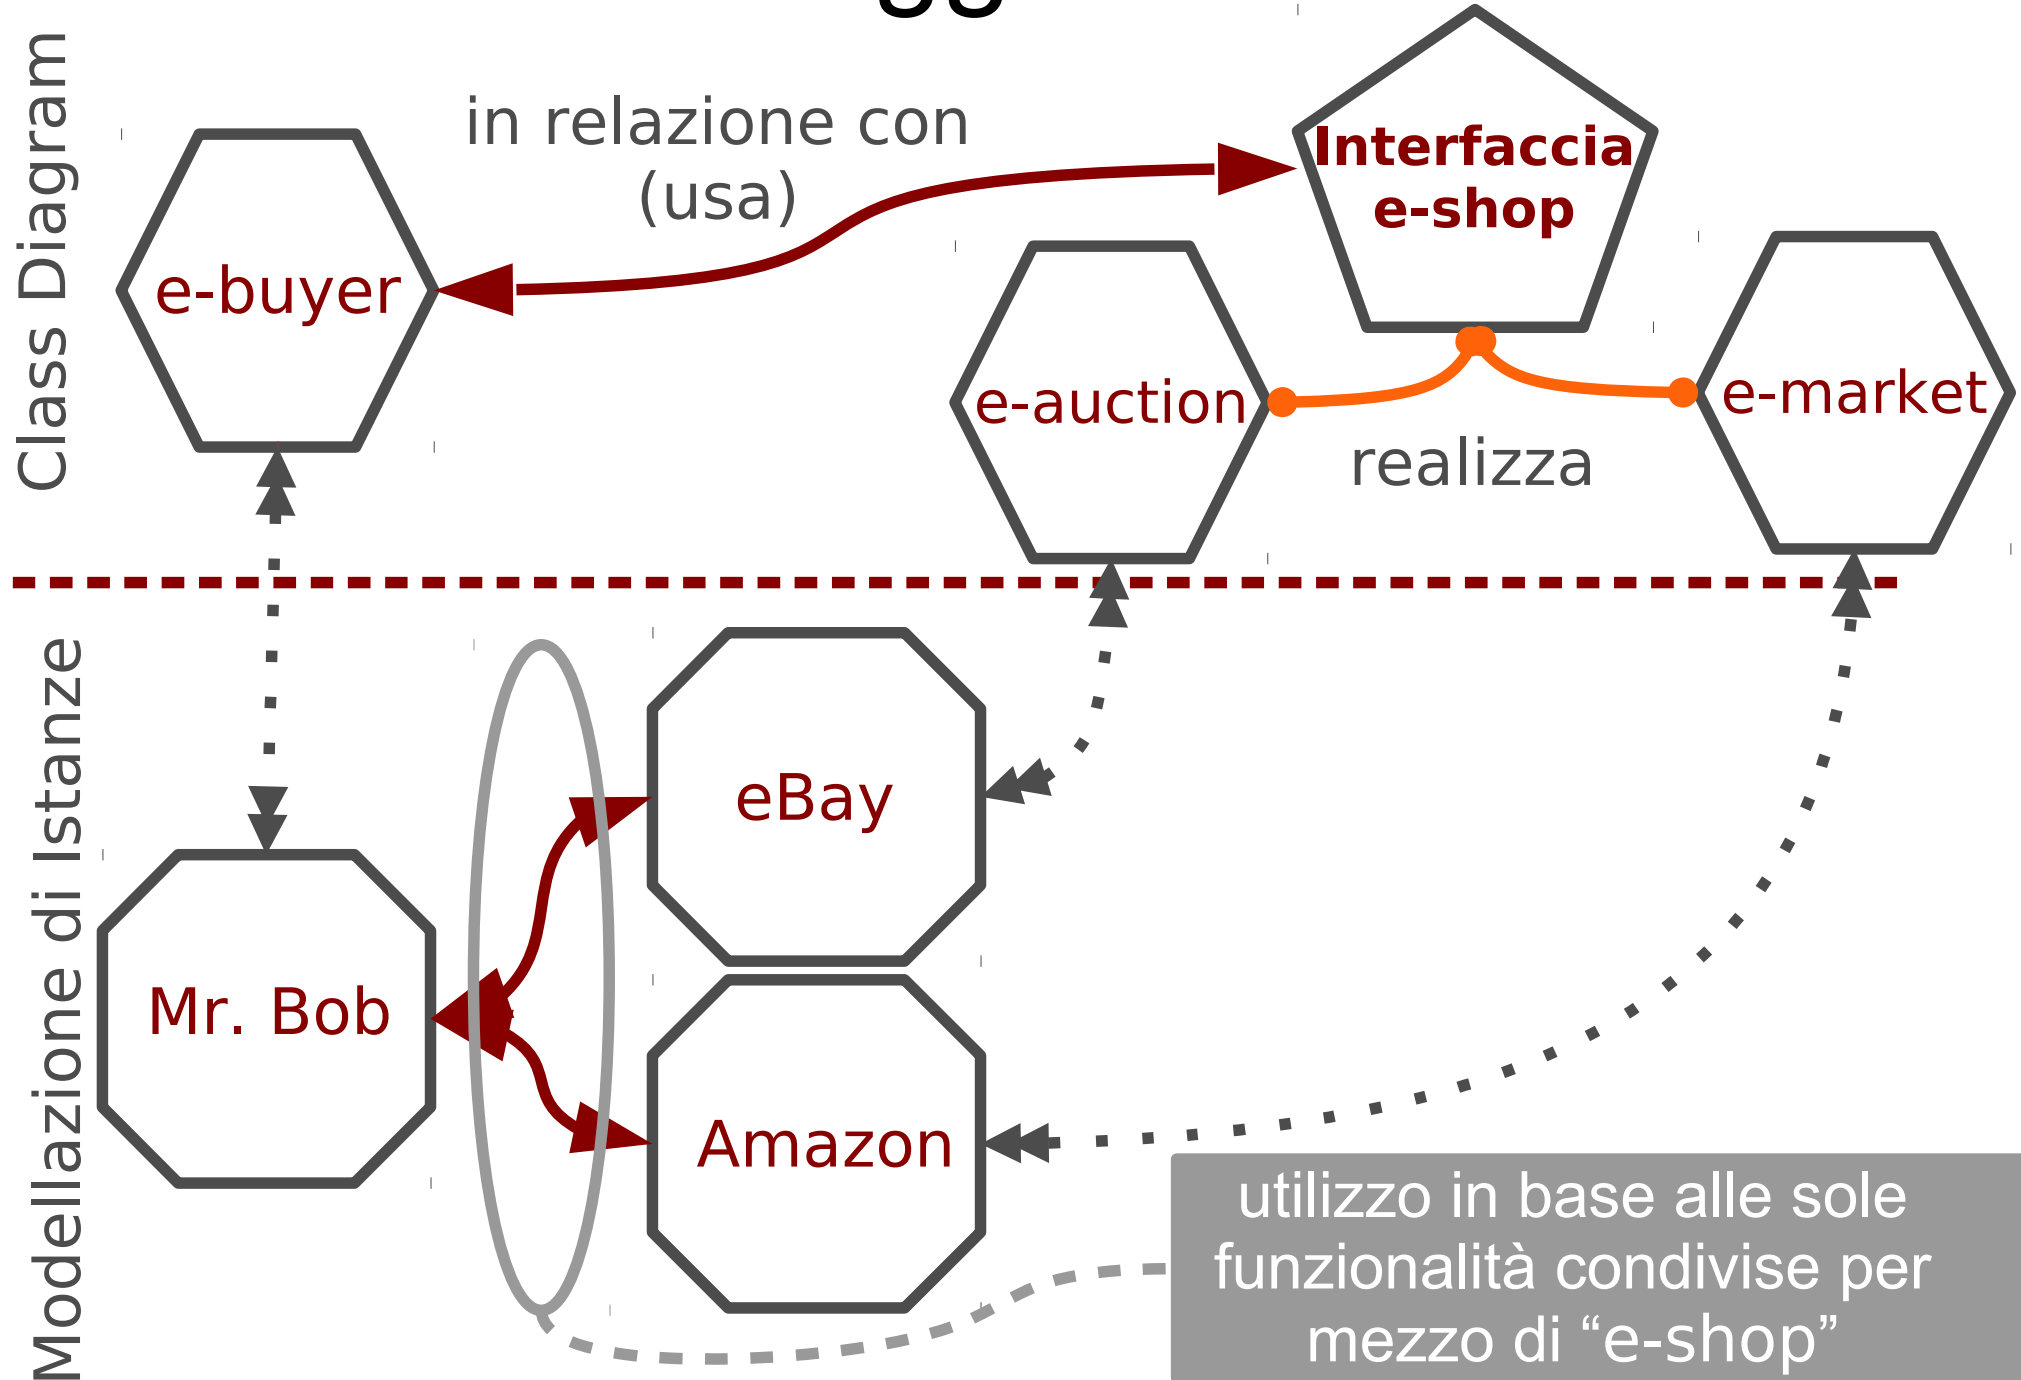 Class Diagram
in relazione con
(usa)
Interfaccia
e-shop
e-buyer
e-auction
e-market
realizza
Modellazione di Istanze
eBay
Mr. Bob
Amazon
utilizzo in base alle sole
funzionalità condivise per
mezzo di “e-shop”